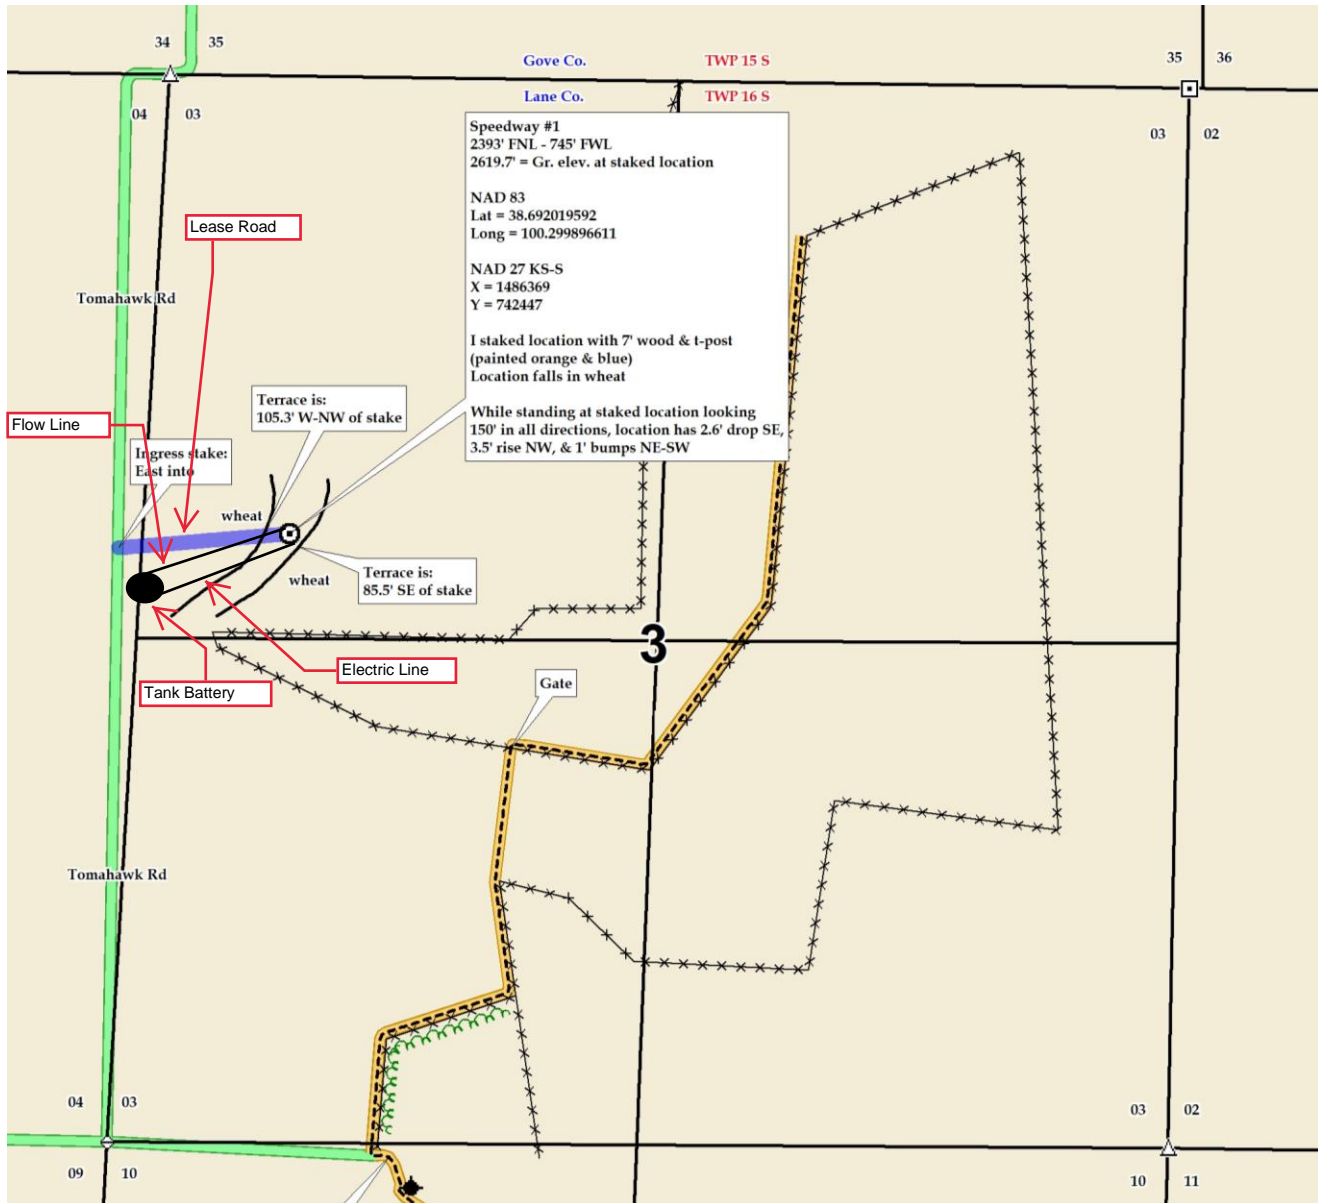 34
35
Gove Co.
TWP 15 S
35
36
04
03
Lane Co.
TWP 16 S
03
02
Speedway #1
2393' FNL - 745' FWL
2619.7' = Gr. elev. at staked location
NAD 83
Lat = 38.692019592
Long = 100.299896611
NAD 27 KS-S
X = 1486369
Y = 742447
I staked location with 7' wood & t-post
(painted orange & blue)
Location falls in wheat
While standing at staked location looking
150' in all directions, location has 2.6' drop SE,
3.5' rise NW, & 1' bumps NE-SW
Lease Road
Tomahawk Rd
Terrace is:
105.3' W-NW of stake
Flow Line
Ingress stake:
East into
wheat
wheat
Terrace is:
85.5' SE of stake
3
Electric Line
Tank Battery
Gate
Tomahawk Rd
04
03
03
02
09
10
10
11